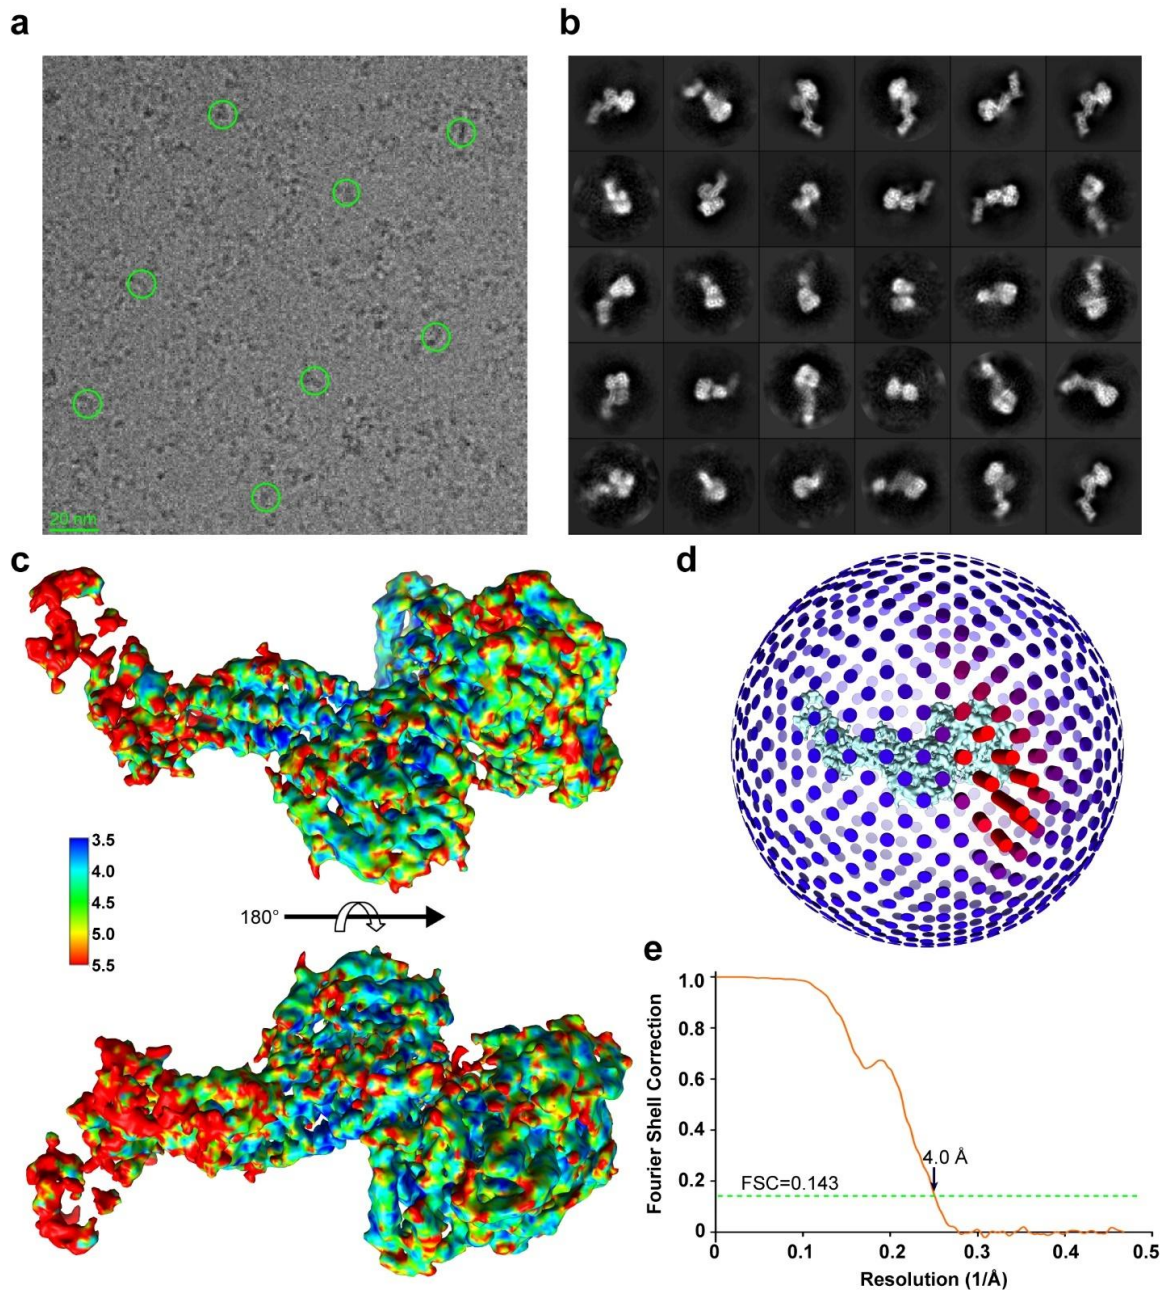 a
b
20 nm
c
d
3.5
4.0
4.5
5.0
5.5
180°
e
1.0
0.8
0.6
0.4
0.2
0
Fourier Shell Correction
4.0 Å
FSC=0.143
0 0.1 0.2 0.3 0.4 0.5
Resolution (1/Å)